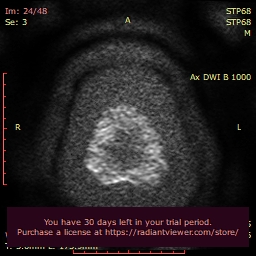 Im: 24/48
Se: 3
A
STP68
STP68
M
Ax DWI B 1000
R
L
You have 30 days left in your trial period.
Purchase a license at https://radiantviewer.com/store/